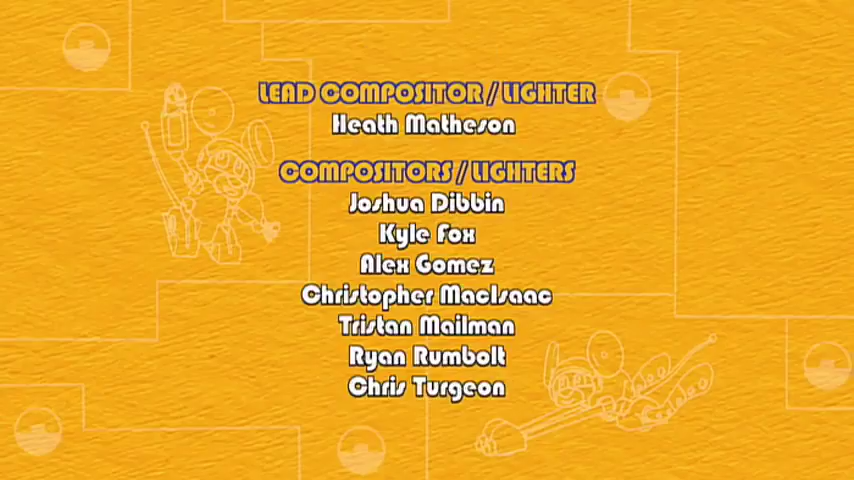 LEAD COMPOSITOR / LIGHTER
Heath Matheson
COMPOSITORS / LIGHTERS
Joshua Dibbin
Kyle Fox
Alex Gomez
Christopher MacIsaac
Tristan Mailman
Ryan Rumbolt
Chris Turgeon